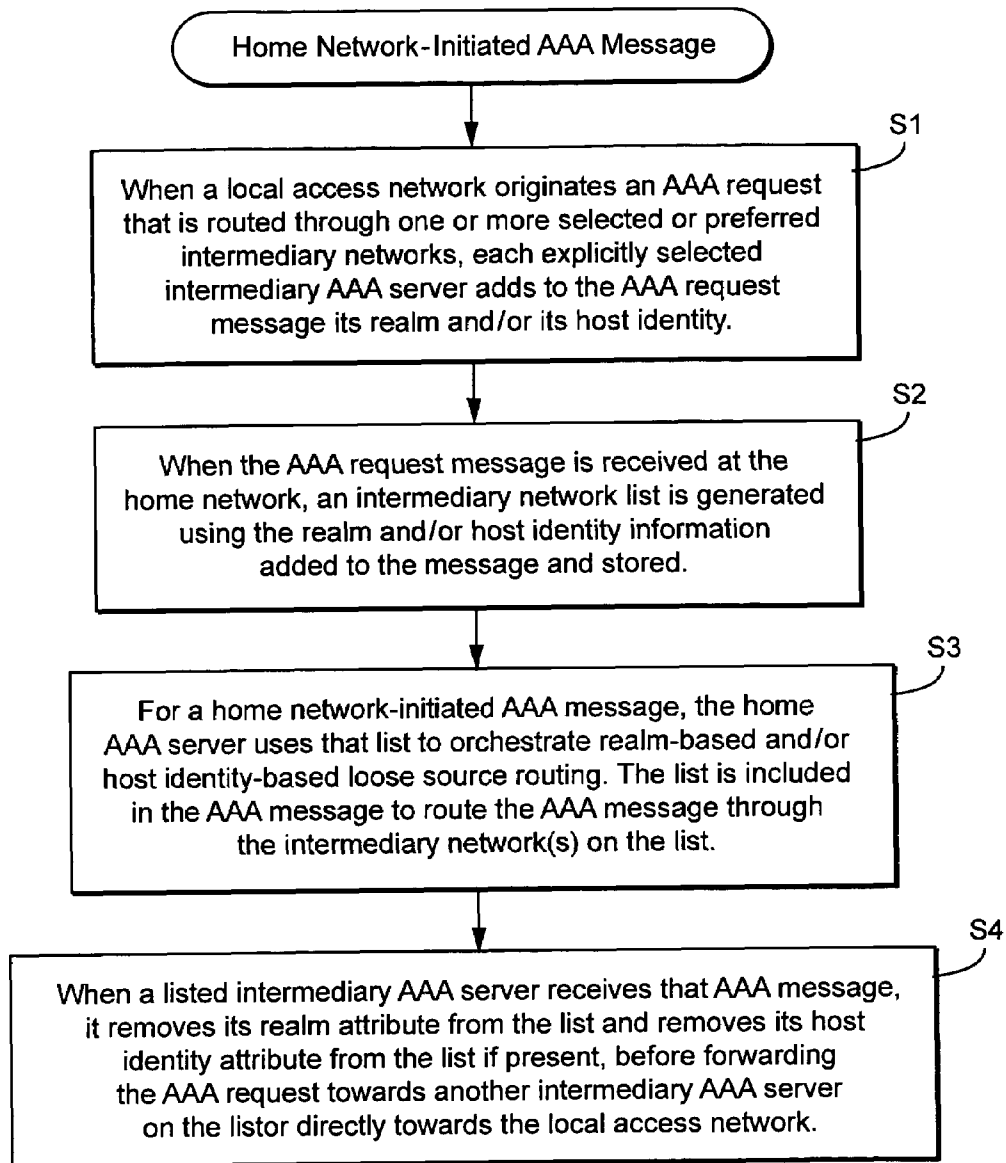 Home Network-Initiated AAA Message
S1
When a local access network originates an AAA request
that is routed through one or more selected or preferred
intermediary networks, each explicitly selected
intermediary AAA server adds to the AAA request
message its realm and/or its host identity.
S2
When the AAA request message is received at the
home network, an intermediary network list is generated
using the realm and/or host identity information
added to the message and stored.
S3
For a home network-initiated AAA message, the home
AAA server uses that list to orchestrate realm-based and/or
host identity-based loose source routing. The list is included
in the AAA message to route the AAA message through
the intermediary network(s) on the list.
S4
When a listed intermediary AAA server receives that AAA message,
it removes its realm attribute from the list and removes its host
identity attribute from the list if present, before forwarding
the AAA request towards another intermediary AAA server
on the listor directly towards the local access network.